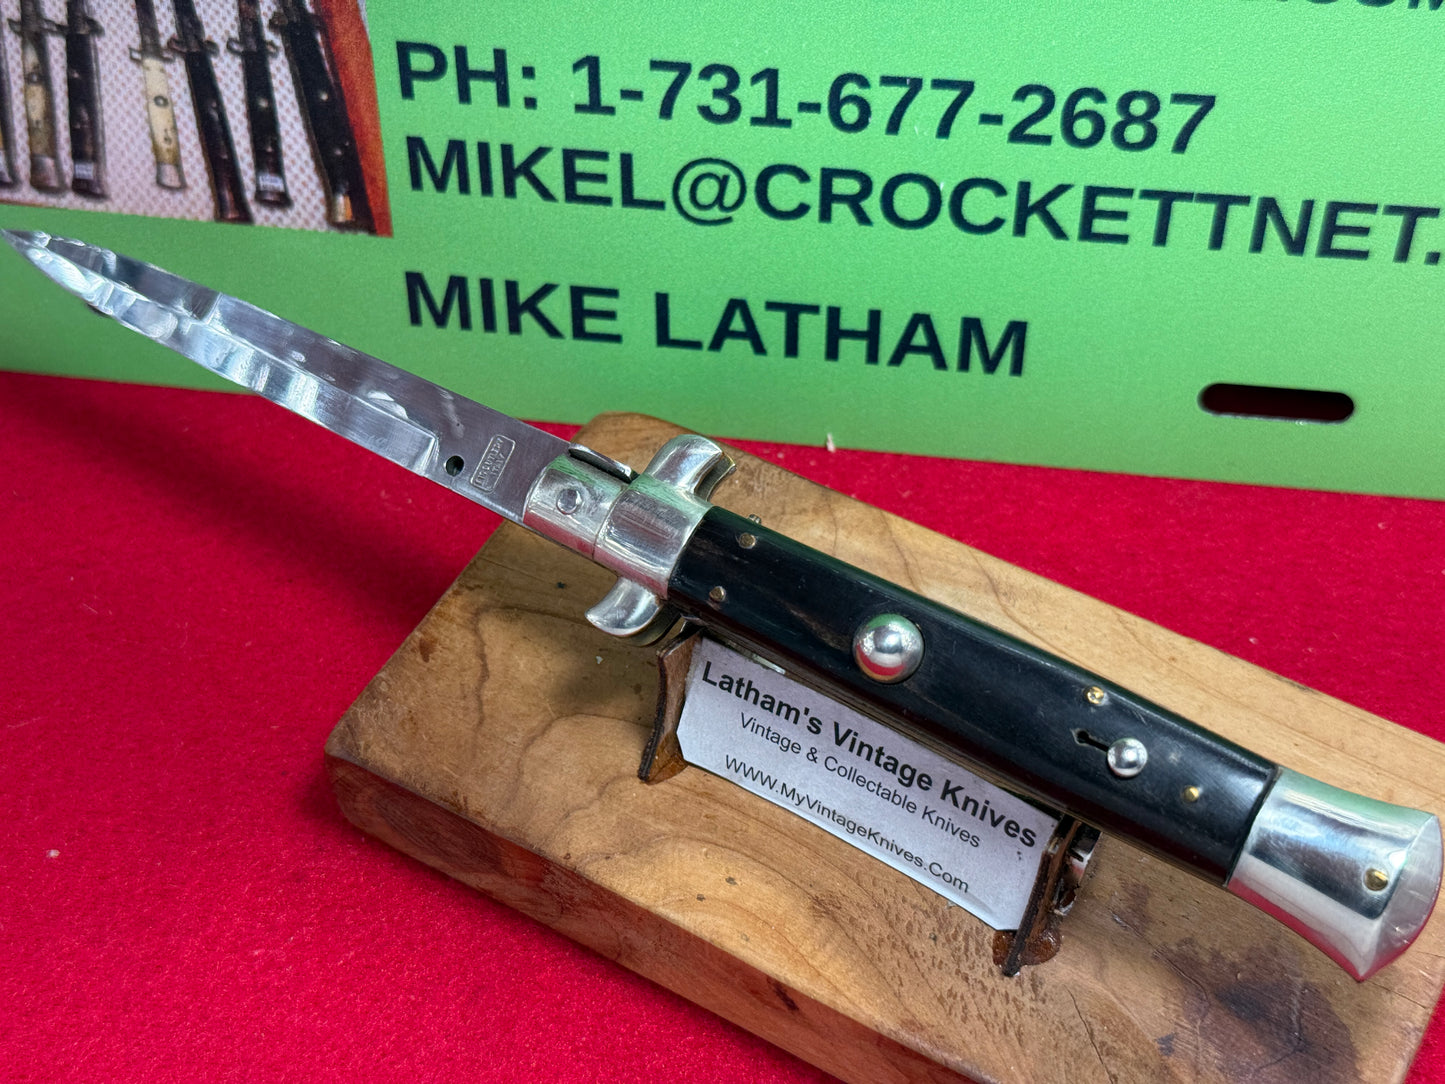 PH: 1-731-677-2687
MIKEL@CROCKETTNET.
MIKE LATHAM
Latham's Vintage Knives
Vintage & Collectable Knives
WWW.MyVintageKnives.Com